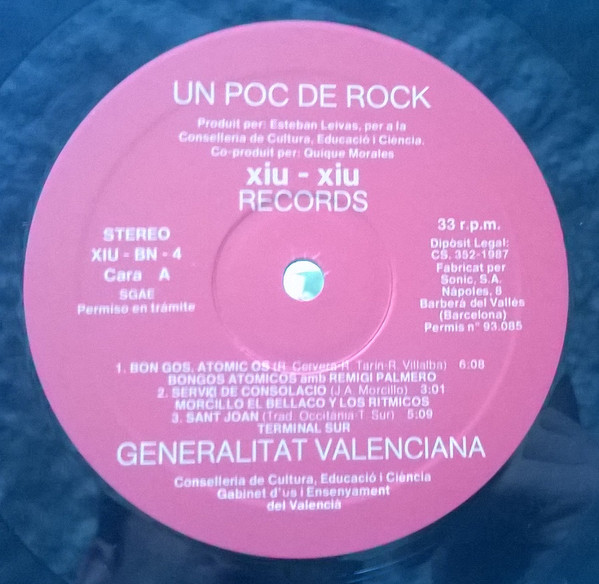 UN POC DE ROCK
Produit per: Esteban Leivas, per a la
Conselleria de Cultura, Educació i Ciència.
Co-produit per: Quique Morales
xiu - xiu
RECORDS
STEREO
XIU - BN - 4
Cara A
SGAE
Permiso en trámite
33 r.p.m.
Dipòsit Legal:
CS. 352-1987
Fabricat per
Sonic, S.A.
Nàpoles, 6
Barberà del Vallés
(Barcelona)
Permis n° 93.085
1. BON GOS, ATOMIC OS (R. Cervera-R. Tarín-R. Villalba) 6:08
BONGOS ATOMICOS amb REMIGI PALMERO
2. SERVKI DE CONSOLACIO (J.A. Morcillo) 3:01
MORCILLO EL BELLACO Y LOS RITMICOS
3. SANT JOAN (Trad. Occitània-T. Sur) 5:09
TERMINAL SUR
GENERALITAT VALENCIANA
Conselleria de Cultura, Educació i Ciència
Gabinet d'us i Ensenyament
del Valencià